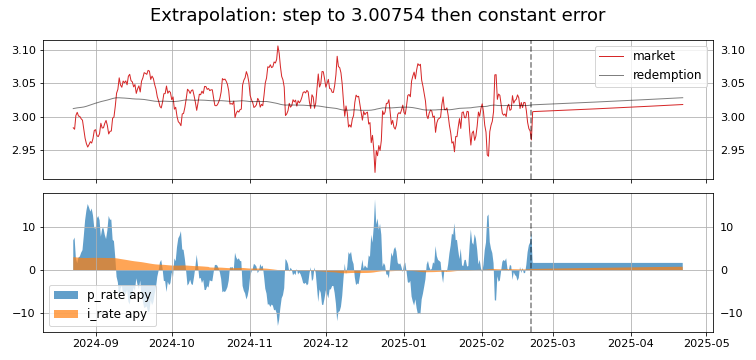 Extrapolation: step to 3.00754 then constant error
3.10 3.10
3.05 3.05
3.00 3.00
2.95 2.95
market
redemption
10 10
0 0
−10 −10
p_rate apy
i_rate apy
2024-09 2024-10 2024-11 2024-12 2025-01 2025-02 2025-03 2025-04 2025-05